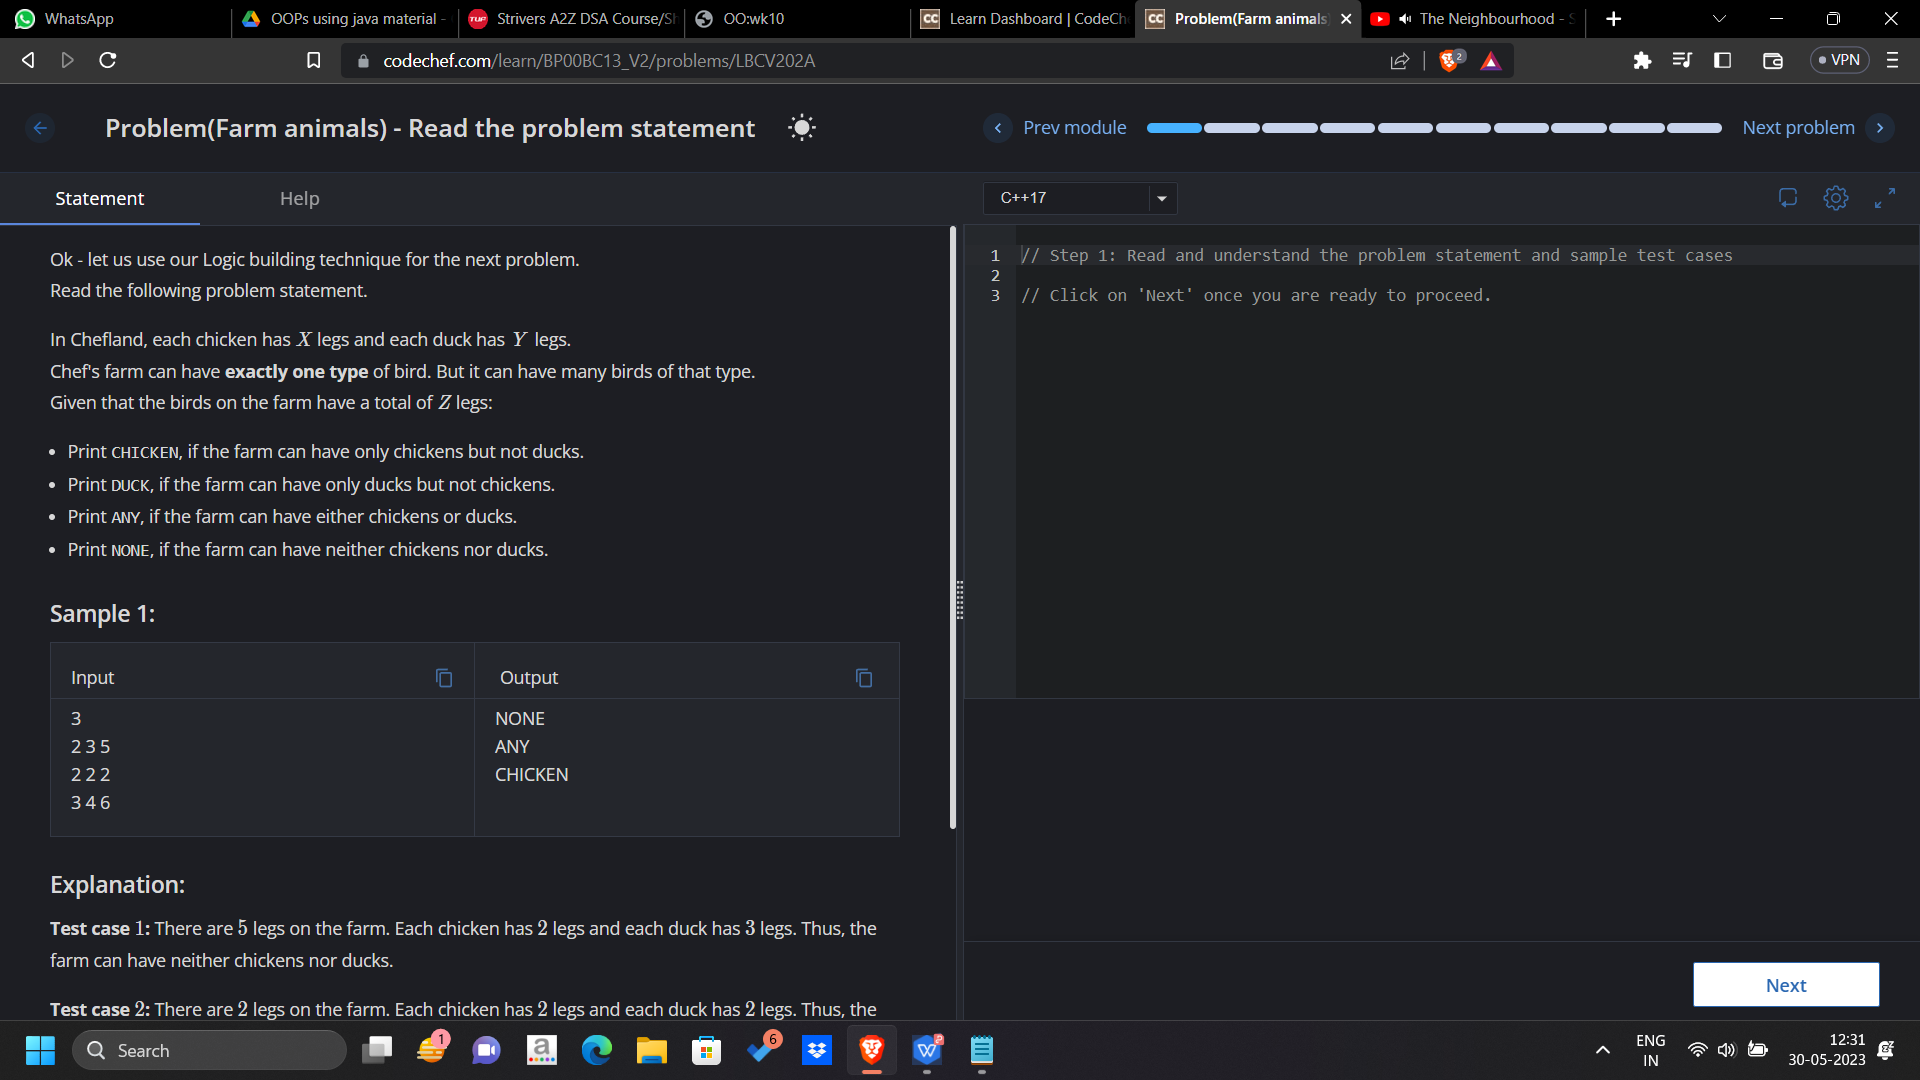 WhatsApp
OOPs using java material -
Strivers A2Z DSA Course/Sh
OO:wk10
Learn Dashboard | CodeChe
Problem(Farm animals)
The Neighbourhood - S
codechef.com/learn/BP00BC13_V2/problems/LBCV202A
2
VPN
Problem(Farm animals) - Read the problem statement
Prev module
Next problem
Statement
Help
C++17
Ok - let us use our Logic building technique for the next problem.
Read the following problem statement.
In Chefland, each chicken has X legs and each duck has Y legs.
Chef's farm can have exactly one type of bird. But it can have many birds of that type.
Given that the birds on the farm have a total of Z legs:
• Print CHICKEN, if the farm can have only chickens but not ducks.
• Print DUCK, if the farm can have only ducks but not chickens.
• Print ANY, if the farm can have either chickens or ducks.
• Print NONE, if the farm can have neither chickens nor ducks.
Sample 1:
Input
Output
3
2 3 5
2 2 2
3 4 6
NONE
ANY
CHICKEN
Explanation:
Test case 1: There are 5 legs on the farm. Each chicken has 2 legs and each duck has 3 legs. Thus, the
farm can have neither chickens nor ducks.
Test case 2: There are 2 legs on the farm. Each chicken has 2 legs and each duck has 2 legs. Thus, the
1 // Step 1: Read and understand the problem statement and sample test cases
2
3 // Click on 'Next' once you are ready to proceed.
Next
Search
1
6
ENG
IN
12:31
30-05-2023